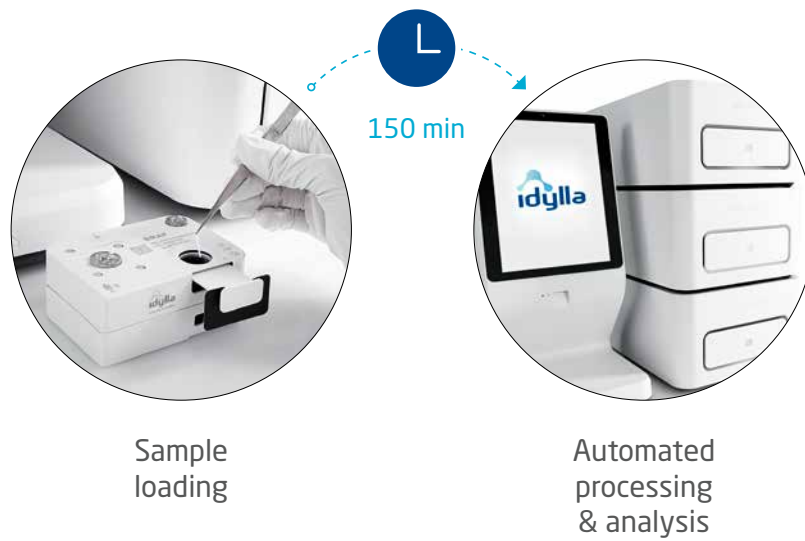 150 min
idylla
idylla
Sample
loading
Automated
processing
& analysis